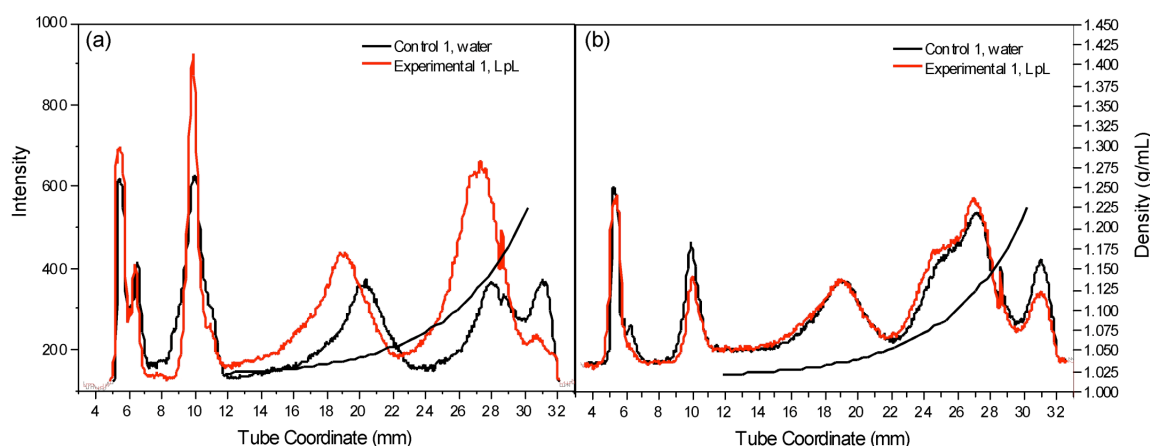 (a)
Control 1, water
Experimental 1, LpL
(b)
Control 1, water
Experimental 1, LpL
Intensity
1000
800
600
400
200
4 6 8 10 12 14 16 18 20 22 24 26 28 30 32
Tube Coordinate (mm)
4 6 8 10 12 14 16 18 20 22 24 26 28 30 32
Tube Coordinate (mm)
1.450
1.425
1.400
1.375
1.350
1.325
1.300
1.275
1.250
1.225
1.200
1.175
1.150
1.125
1.100
1.075
1.050
1.025
1.000
Density (g/mL)